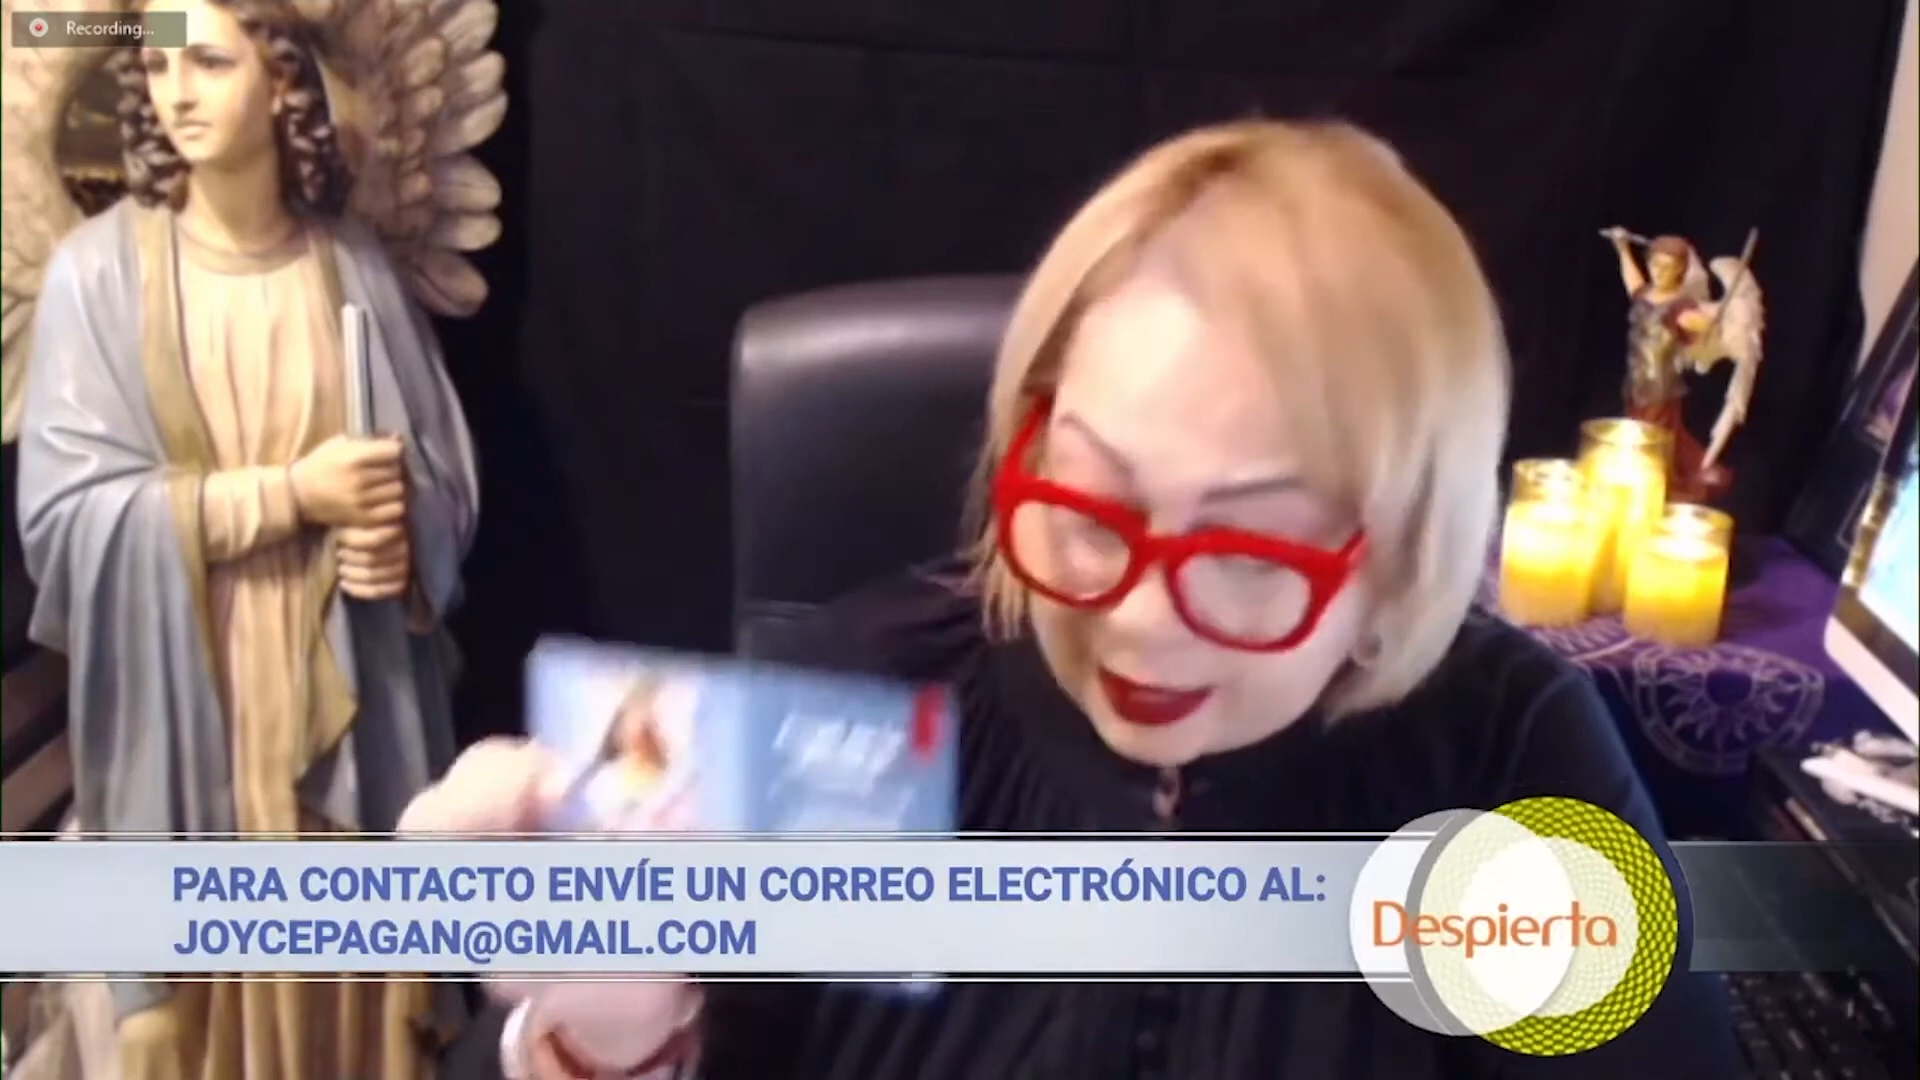 Recording...
PARA CONTACTO ENVÍE UN CORREO ELECTRÓNICO AL:
JOYCEPAGAN@GMAIL.COM
Despierta